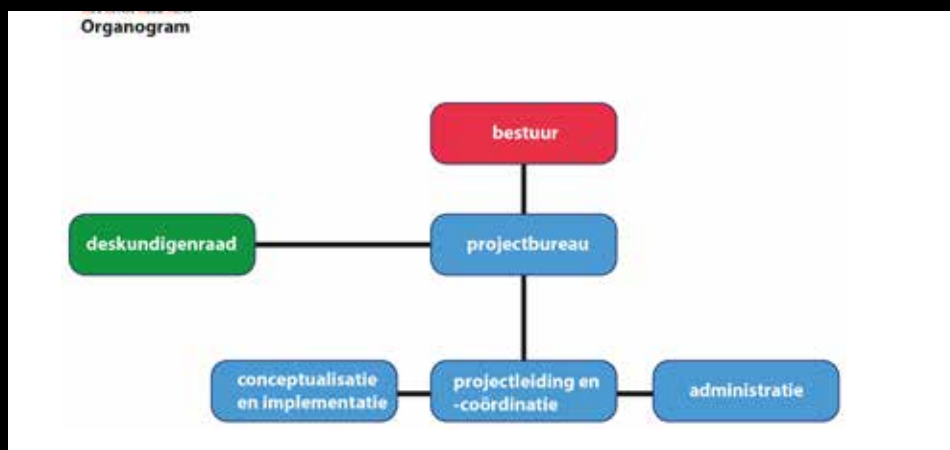 Organogram
bestuur
deskundigenraad
projectbureau
conceptualisatie
en implementatie
projectleiding en
-coördinatie
administratie